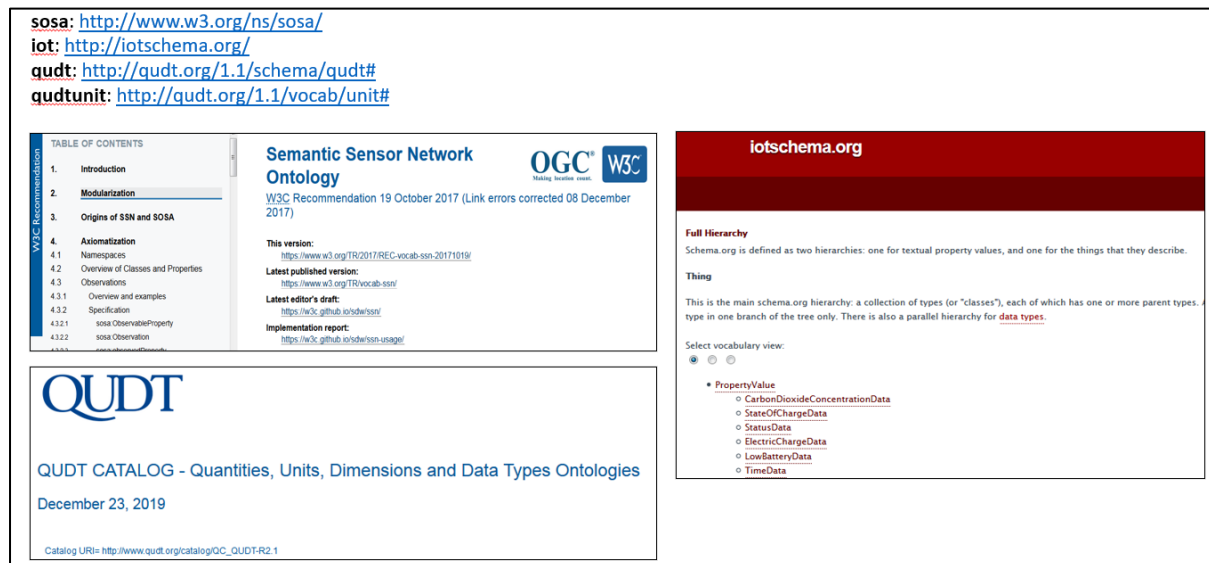 sosa: http://www.w3.org/ns/sosa/
iot: http://iotschema.org/
qudt: http://qudt.org/1.1/schema/qudt#
qudtunit: http://qudt.org/1.1/vocab/unit#
W3C Recommendation
TABLE OF CONTENTS
1. Introduction
2. Modularization
3. Origins of SSN and SOSA
4. Axiomatization
4.1 Namespaces
4.2 Overview of Classes and Properties
4.3 Observations
4.3.1 Overview and examples
4.3.2 Specification
4.3.2.1 sosa:ObservableProperty
4.3.2.2 sosa:Observation
Semantic Sensor Network
Ontology
OGC®
Making location count.
W3C
W3C Recommendation 19 October 2017 (Link errors corrected 08 December
2017)
This version:
https://www.w3.org/TR/2017/REC-vocab-ssn-20171019/
Latest published version:
https://www.w3.org/TR/vocab-ssn/
Latest editor's draft:
https://w3c.github.io/sdw/ssn/
Implementation report:
https://w3c.github.io/sdw/ssn-usage/
iotschema.org
Full Hierarchy
Schema.org is defined as two hierarchies: one for textual property values, and one for the things that they describe.
Thing
This is the main schema.org hierarchy: a collection of types (or "classes"), each of which has one or more parent types.
type in one branch of the tree only. There is also a parallel hierarchy for data types.
Select vocabulary view:
PropertyValue
CarbonDioxideConcentrationData
StateOfChargeData
StatusData
ElectricChargeData
LowBatteryData
TimeData
QUDT
QUDT CATALOG - Quantities, Units, Dimensions and Data Types Ontologies
December 23, 2019
Catalog URI= http://www.qudt.org/catalog/QC_QUDT-R2.1